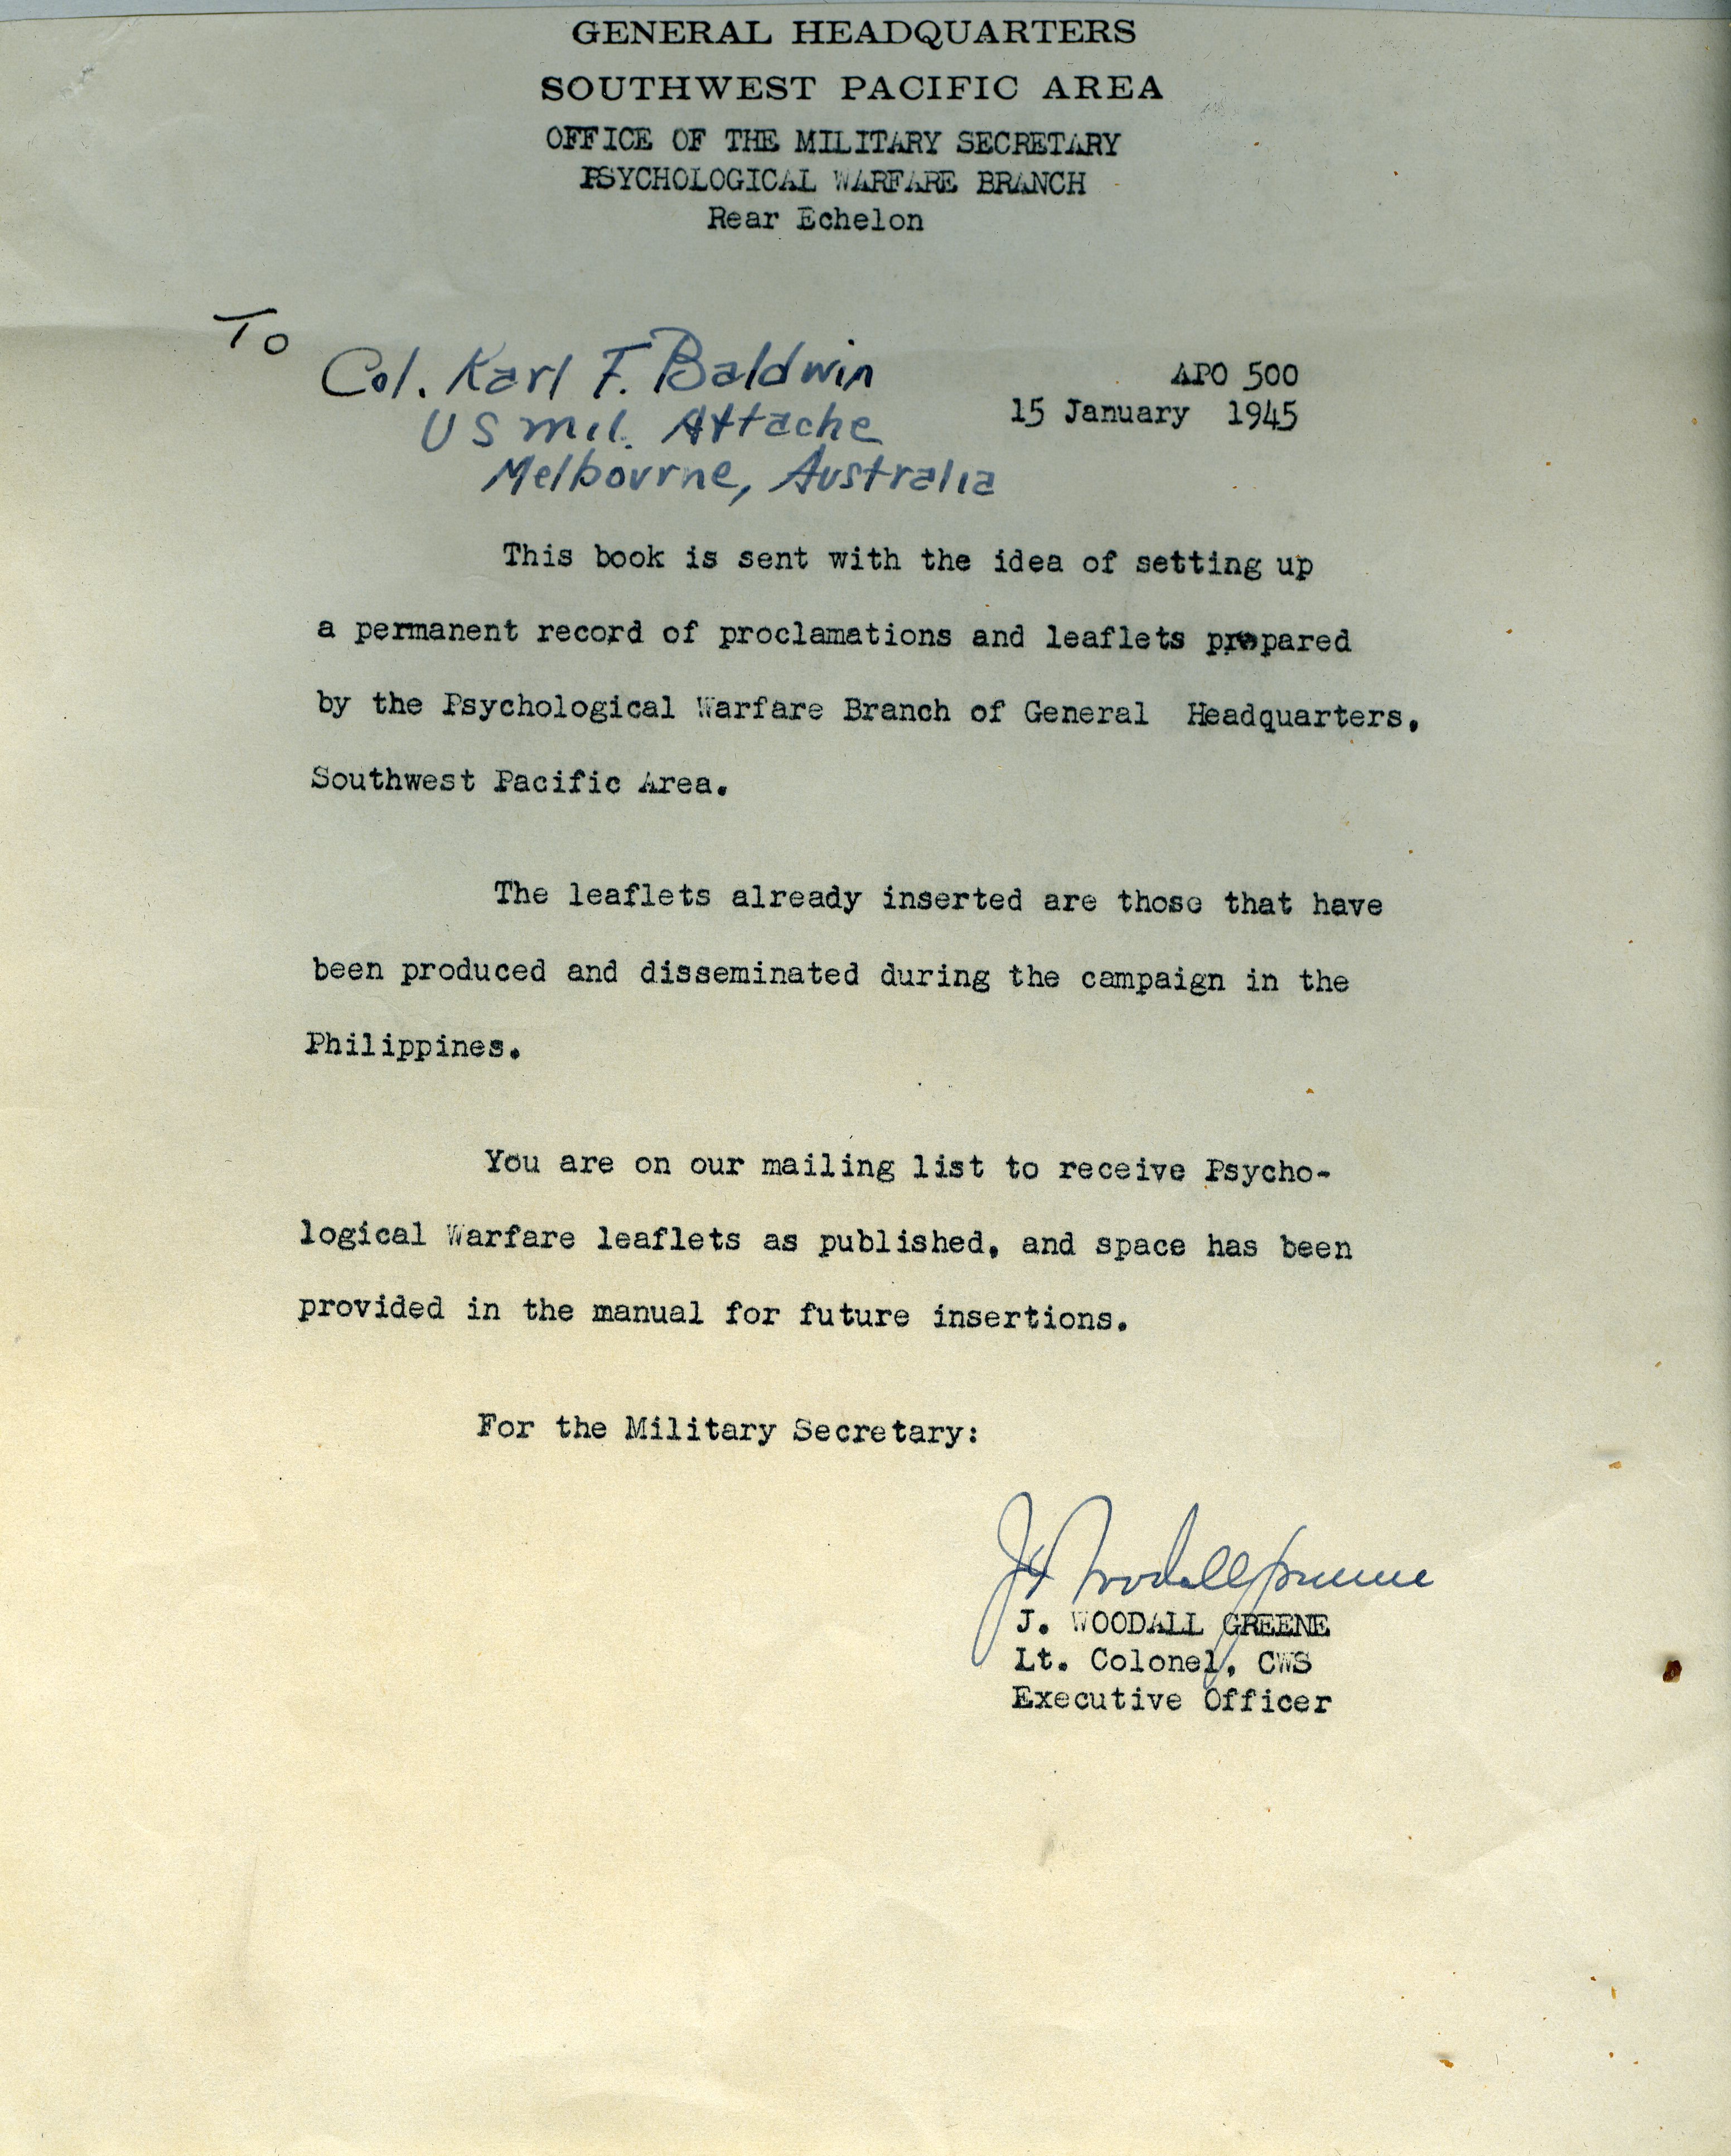 GENERAL HEADQUARTERS
SOUTHWEST PACIFIC AREA
OFFICE OF THE MILITARY SECRETARY
PSYCHOLOGICAL WARFARE BRANCH
Rear Echelon
To
Col. Karl F. Baldwin
US Mil. Attache
Melbourne, Australia
APO 500
15 January 1945
This book is sent with the idea of setting up
a permanent record of proclamations and leaflets prepared
by the Psychological Warfare Branch of General Headquarters,
Southwest Pacific Area.
The leaflets already inserted are those that have
been produced and disseminated during the campaign in the
Philippines.
You are on our mailing list to receive Psycho-
logical Warfare leaflets as published, and space has been
provided in the manual for future insertions.
For the Military Secretary:
J Woodall Greene
J. WOODALL GREENE
Lt. Colonel, CWS
Executive Officer